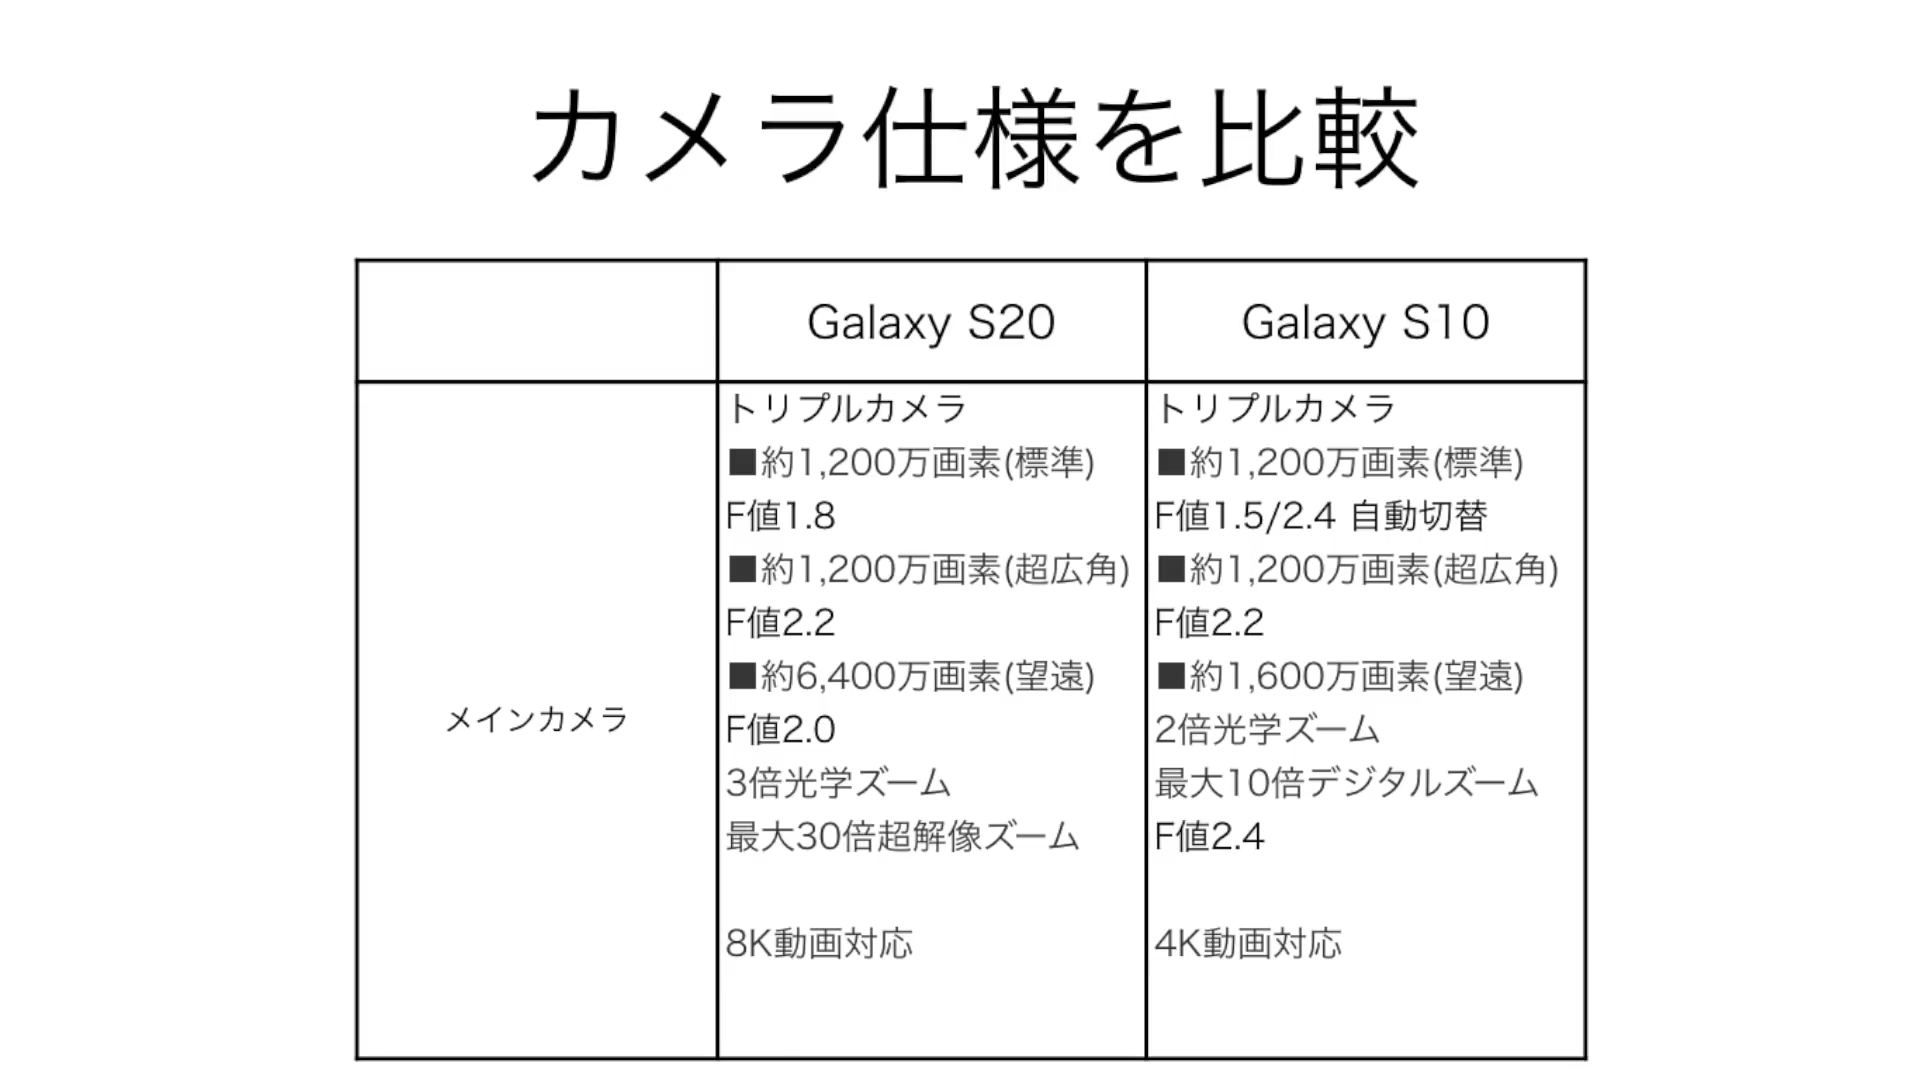 カメラ仕様を比較
Galaxy S20
Galaxy S10
メインカメラ
トリプルカメラ
■約1,200万画素(標準)
F値1.8
■約1,200万画素(超広角)
F値2.2
■約6,400万画素(望遠)
F値2.0
3倍光学ズーム
最大30倍超解像ズーム
8K動画対応
トリプルカメラ
■約1,200万画素(標準)
F値1.5/2.4 自動切替
■約1,200万画素(超広角)
F値2.2
■約1,600万画素(望遠)
2倍光学ズーム
最大10倍デジタルズーム
F値2.4
4K動画対応